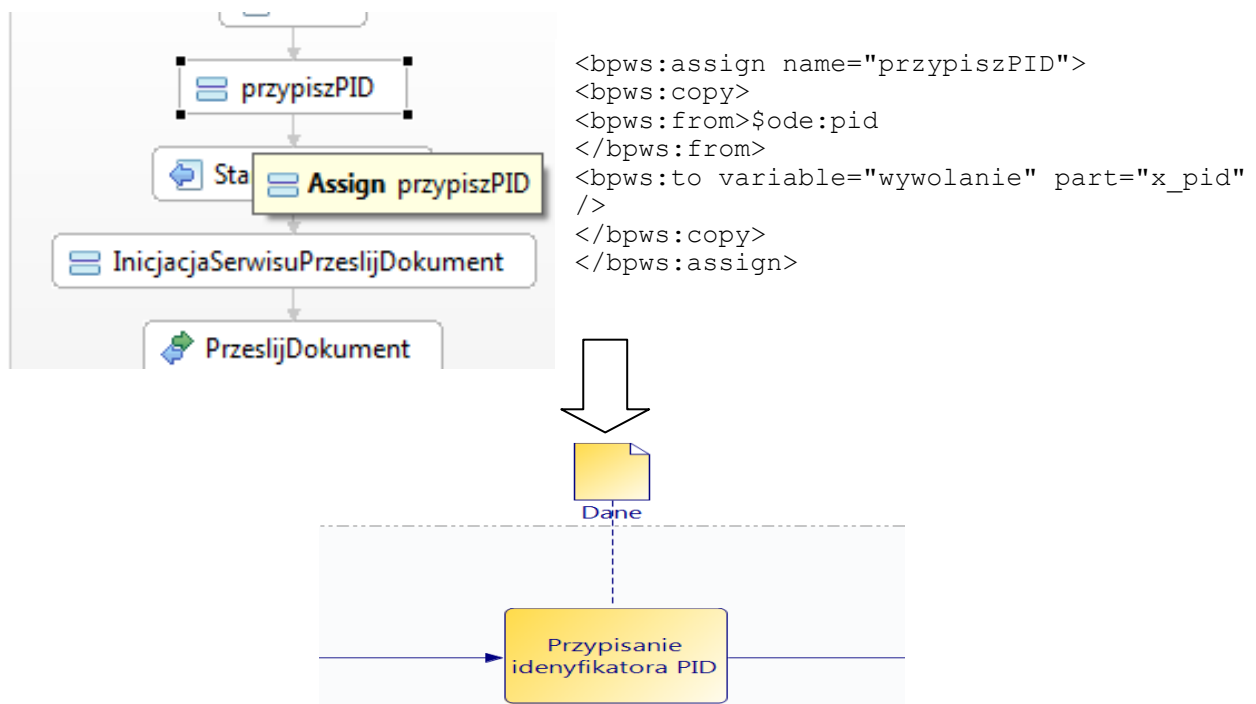 przypiszPID
Sta
Assign przypiszPID
InicjacjaSerwisuPrzeslijDokument
PrzeslijDokument
<bpws:assign name="przypiszPID">
<bpws:copy>
<bpws:from>$ode:pid
</bpws:from>
<bpws:to variable="wywolanie" part="x_pid"
/>
</bpws:copy>
</bpws:assign>
Dane
Przypisanie
idenyfikatora PID